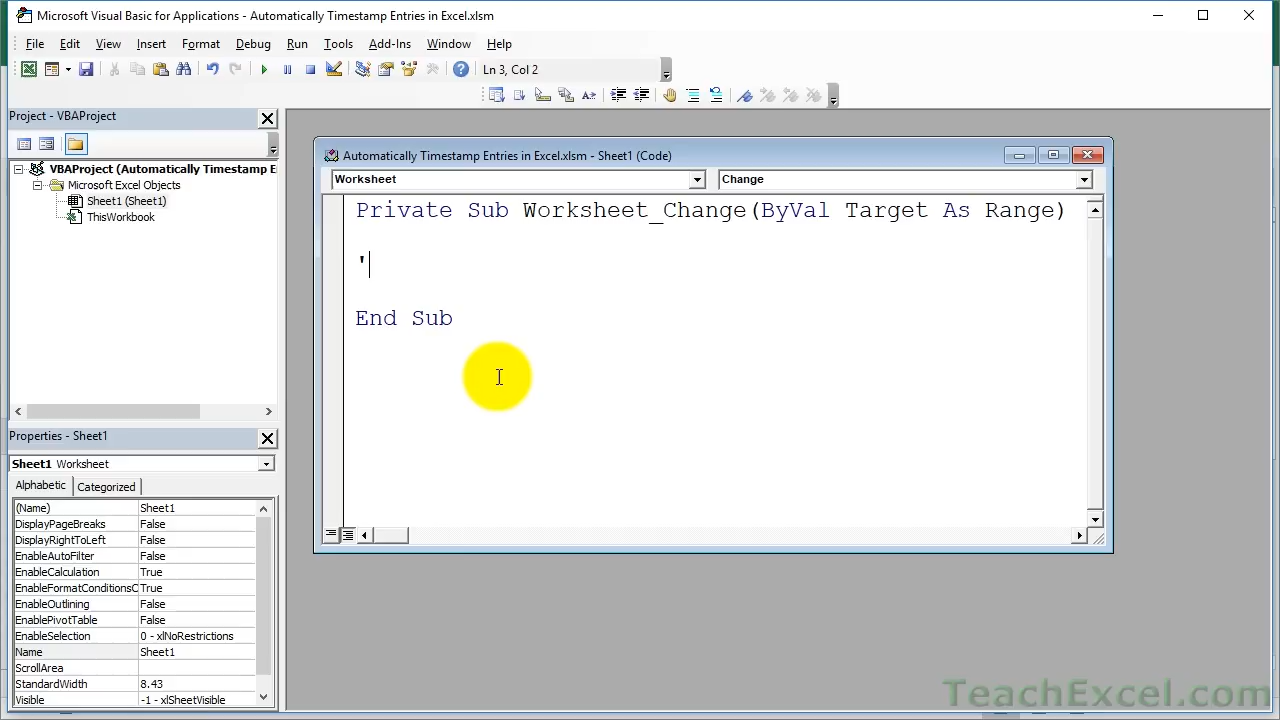 Microsoft Visual Basic for Applications - Automatically Timestamp Entries in Excel.xlsm
File Edit View Insert Format Debug Run Tools Add-Ins Window Help
Ln 3, Col 2
Project - VBAProject
VBAProject (Automatically Timestamp E
Microsoft Excel Objects
Sheet1 (Sheet1)
ThisWorkbook
Automatically Timestamp Entries in Excel.xlsm - Sheet1 (Code)
Worksheet Change
Private Sub Worksheet_Change(ByVal Target As Range)
'
End Sub
Properties - Sheet1
Sheet1 Worksheet
Alphabetic Categorized
(Name) Sheet1
DisplayPageBreaks False
DisplayRightToLeft False
EnableAutoFilter False
EnableCalculation True
EnableFormatConditionsC True
EnableOutlining False
EnablePivotTable False
EnableSelection 0 - xlNoRestrictions
Name Sheet1
ScrollArea
StandardWidth 8.43
Visible -1 - xlSheetVisible
TeachExcel.com